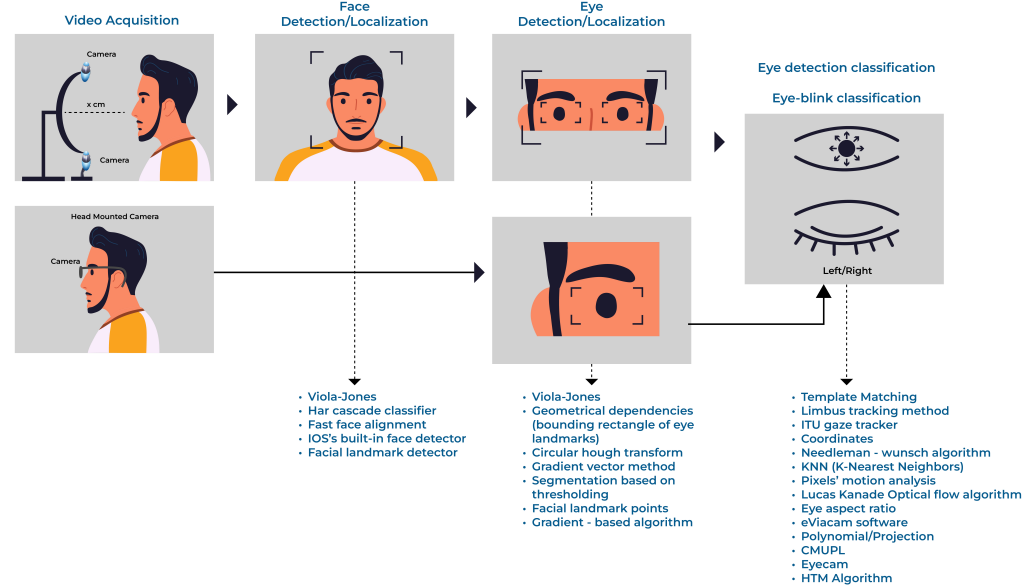 Video Acquisition
Face
Detection/Localization
Eye
Detection/Localization
Eye detection classification
Eye-blink classification
Camera
x cm
Camera
Head Mounted Camera
Camera
Left/Right
• Viola-Jones
• Har cascade classifier
• Fast face alignment
• IOS's built-in face detector
• Facial landmark detector
• Viola-Jones
• Geometrical dependencies
(bounding rectangle of eye
landmarks)
• Circular hough transform
• Gradient vector method
• Segmentation based on
thresholding
• Facial landmark points
• Gradient - based algorithm
• Template Matching
• Limbus tracking method
• ITU gaze tracker
• Coordinates
• Needleman - wunsch algorithm
• KNN (K-Nearest Neighbors)
• Pixels' motion analysis
• Lucas Kanade Optical flow algorithm
• Eye aspect ratio
• eViacam software
• Polynomial/Projection
• CMUPL
• Eyecam
• HTM Algorithm